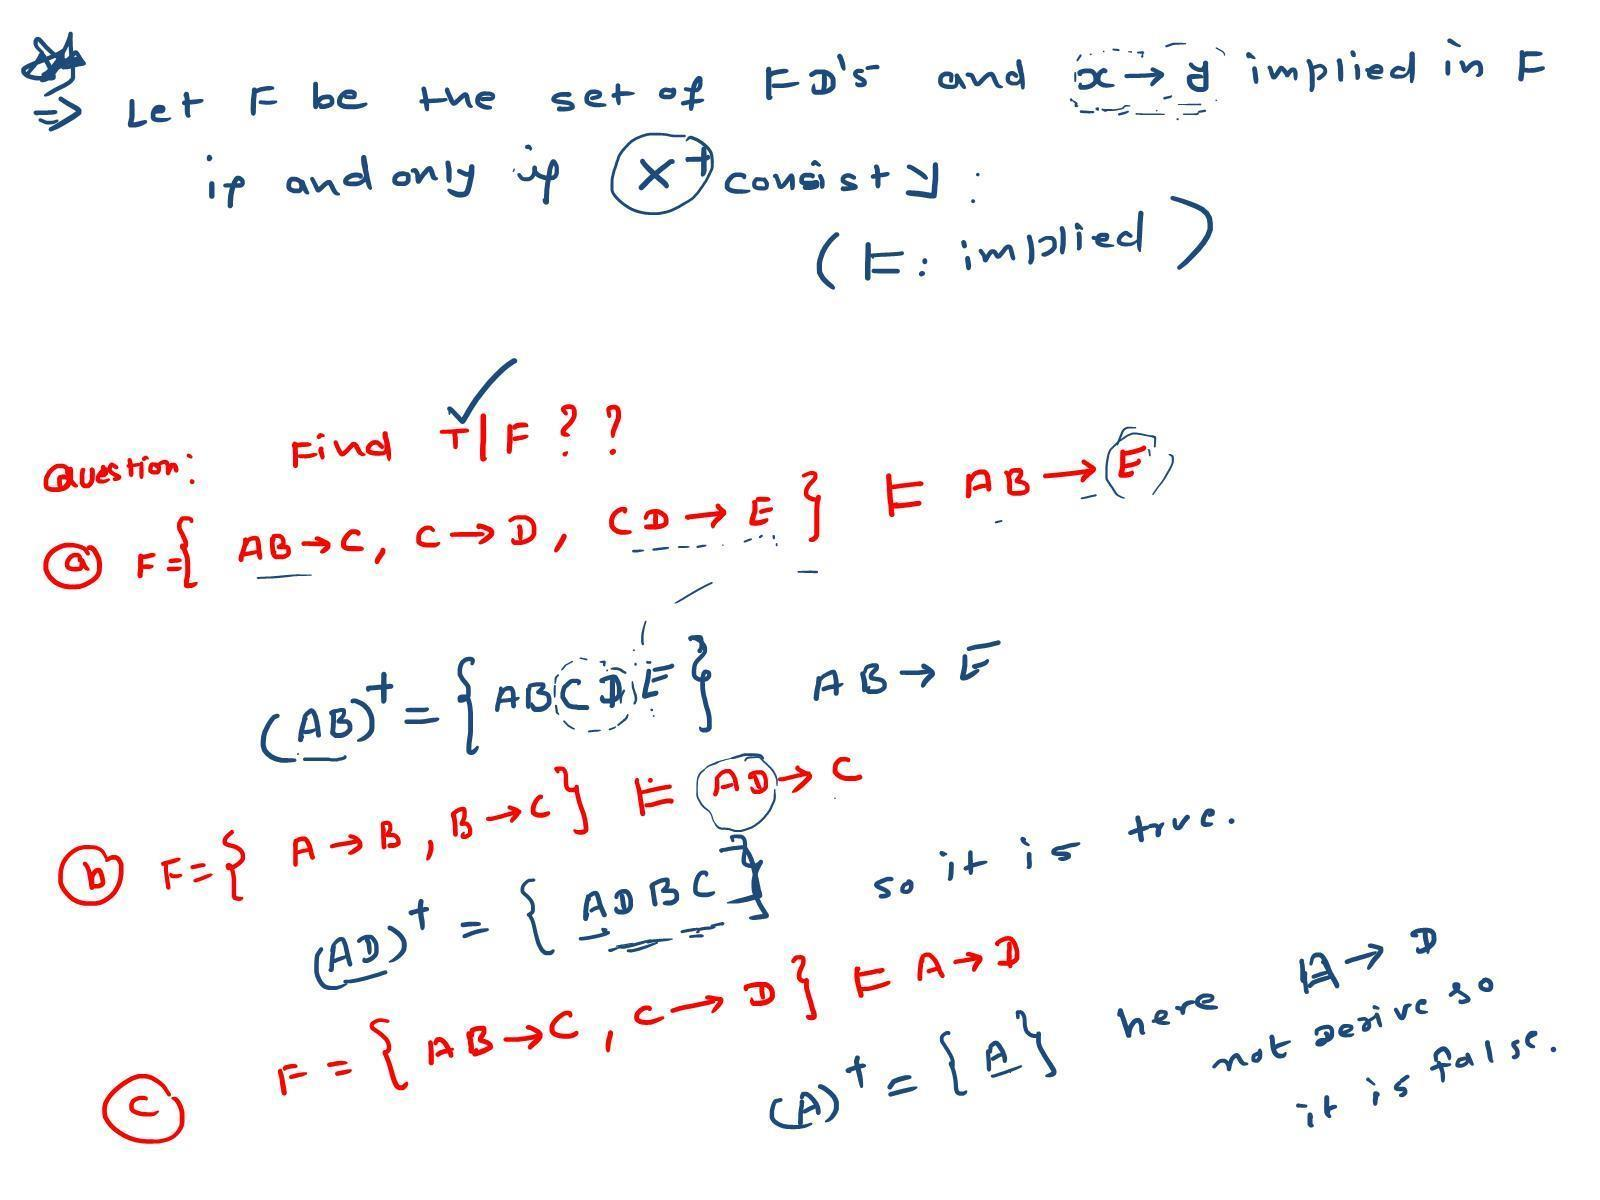 ⇒ Let F be the set of FD's and x → y implied in F
if and only if X⁺ consist y.
(⊨: implied)
Question: Find T|F ??
(a) F={ AB→C, C→D, CD→E } ⊨ AB→E
(AB)⁺ = {ABCDE} AB→E
(b) F={ A→B, B→C } ⊨ AD→C
(AD)⁺ = { ADBC } so it is true.
(c) F = { AB→C, C→D } ⊨ A→D
(A)⁺ = {A} here A→D
not derive so
it is false.